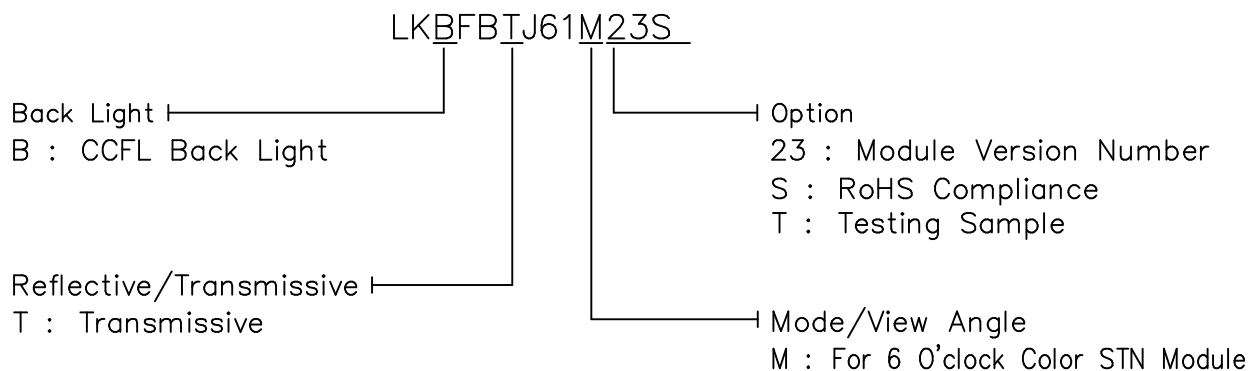 LKBFBTJ61M23S
Back Light
B : CCFL Back Light
Option
23 : Module Version Number
S : RoHS Compliance
T : Testing Sample
Reflective/Transmissive
T : Transmissive
Mode/View Angle
M : For 6 O'clock Color STN Module